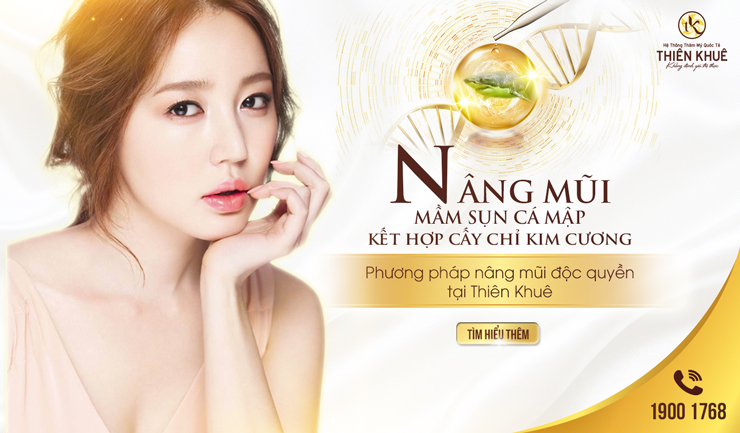 Hệ Thống Thẩm Mỹ Quốc Tế
THIÊN KHUÊ
NÂNG MŨI
MẦM SỤN CÁ MẬP
KẾT HỢP CẤY CHỈ KIM CƯƠNG
Phương pháp nâng mũi độc quyền
tại Thiên Khuê
TÌM HIỂU THÊM
1900 1768